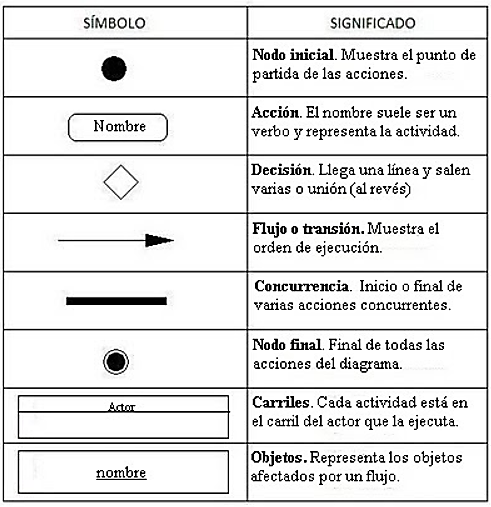 SÍMBOLO
SIGNIFICADO
Nodo inicial. Muestra el punto de
partida de las acciones.
Nombre
Acción. El nombre suele ser un
verbo y representa la actividad.
Decisión. Llega una línea y salen
varias o unión (al revés)
Flujo o transión. Muestra el
orden de ejecución.
Concurrencia. Inicio o final de
varias acciones concurrentes.
Nodo final. Final de todas las
acciones del diagrama.
Actor
Carriles. Cada actividad está en
el carril del actor que la ejecuta.
nombre
Objetos. Representa los objetos
afectados por un flujo.